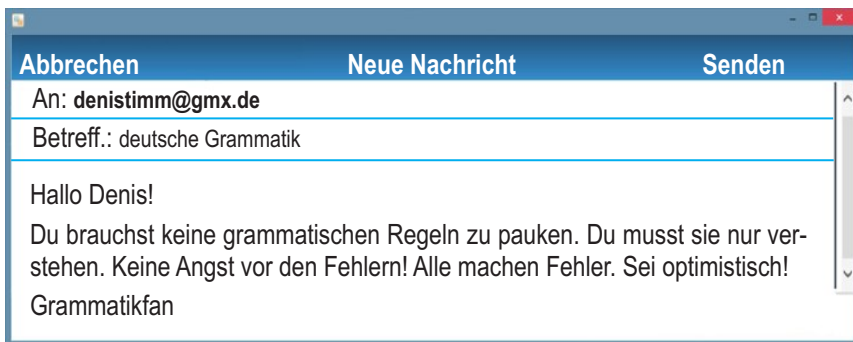 Abbrechen Neue Nachricht Senden
An: denistimm@gmx.de
Betreff.: deutsche Grammatik
Hallo Denis!
Du brauchst keine grammatischen Regeln zu pauken. Du musst sie nur ver-
stehen. Keine Angst vor den Fehlern! Alle machen Fehler. Sei optimistisch!
Grammatikfan